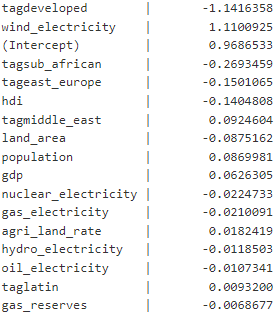 tagdeveloped | -1.1416358
wind_electricity | 1.1100925
(Intercept) | 0.9686533
tagsub_african | -0.2693459
tageast_europe | -0.1501065
hdi | -0.1404808
tagmiddle_east | 0.0924604
land_area | -0.0875162
population | 0.0869981
gdp | 0.0626305
nuclear_electricity | -0.0224733
gas_electricity | -0.0210091
agri_land_rate | 0.0182419
hydro_electricity | -0.0118503
oil_electricity | -0.0107341
taglatin | 0.0093200
gas_reserves | -0.0068677